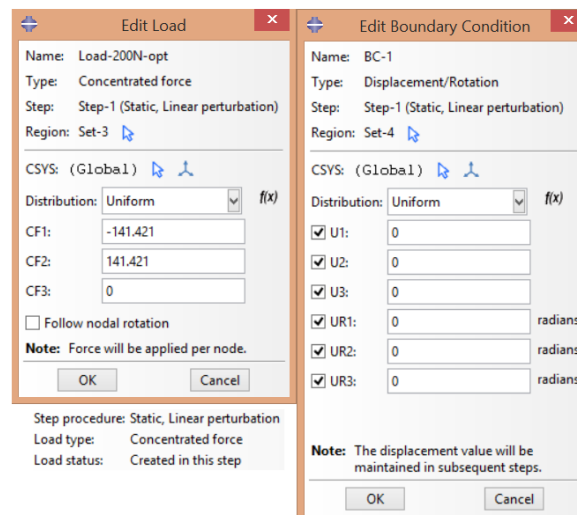 Edit Load
Name: Load-200N-opt
Type: Concentrated force
Step: Step-1 (Static, Linear perturbation)
Region: Set-3
CSYS: (Global)
Distribution: Uniform f(x)
CF1: -141.421
CF2: 141.421
CF3: 0
Follow nodal rotation
Note: Force will be applied per node.
OK Cancel
Step procedure: Static, Linear perturbation
Load type: Concentrated force
Load status: Created in this step
Edit Boundary Condition
Name: BC-1
Type: Displacement/Rotation
Step: Step-1 (Static, Linear perturbation)
Region: Set-4
CSYS: (Global)
Distribution: Uniform f(x)
U1: 0
U2: 0
U3: 0
UR1: 0 radians
UR2: 0 radians
UR3: 0 radians
Note: The displacement value will be
maintained in subsequent steps.
OK Cancel